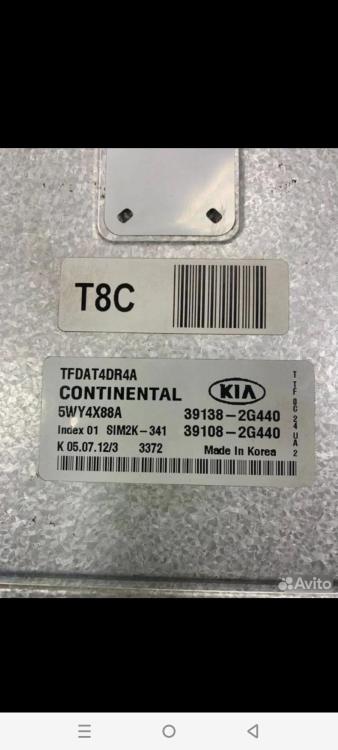 T8C
TFDAT4DR4A
CONTINENTAL KIA
5WY4X88A 39138-2G440
Index 01 SIM2K-341 39108-2G440
K 05.07.12/3 3372 Made in Korea
Avito